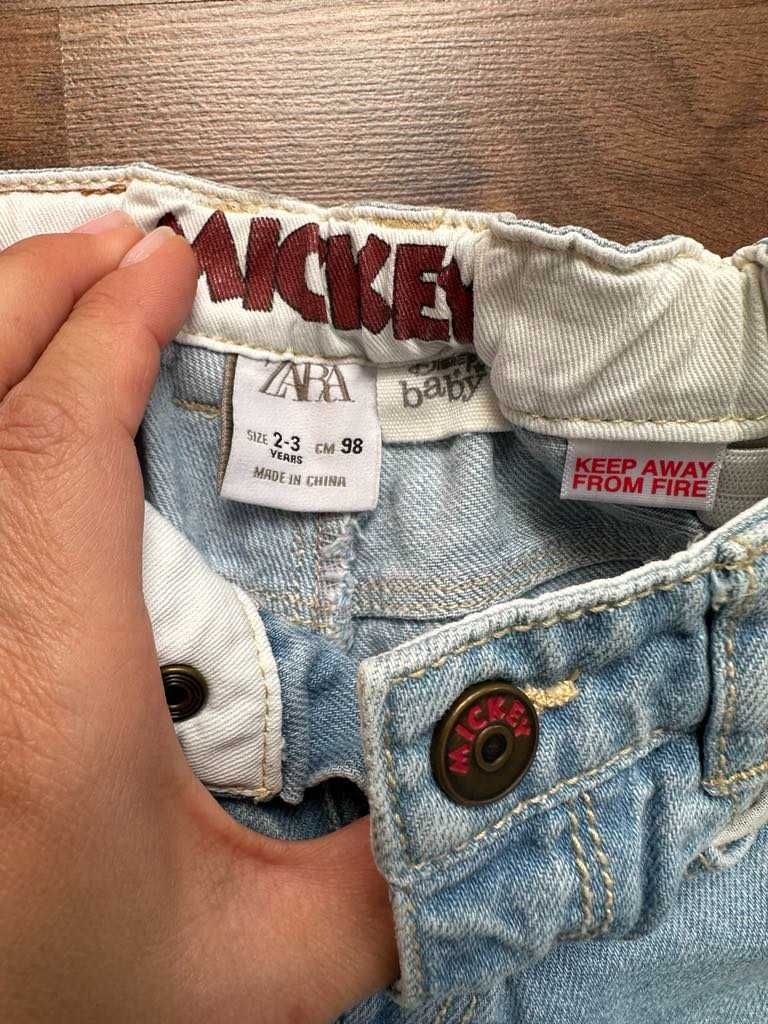 MICKEY
ZARA
baby
SIZE 2-3 YEARS CM 98
MADE IN CHINA
KEEP AWAY
FROM FIRE
MICKEY